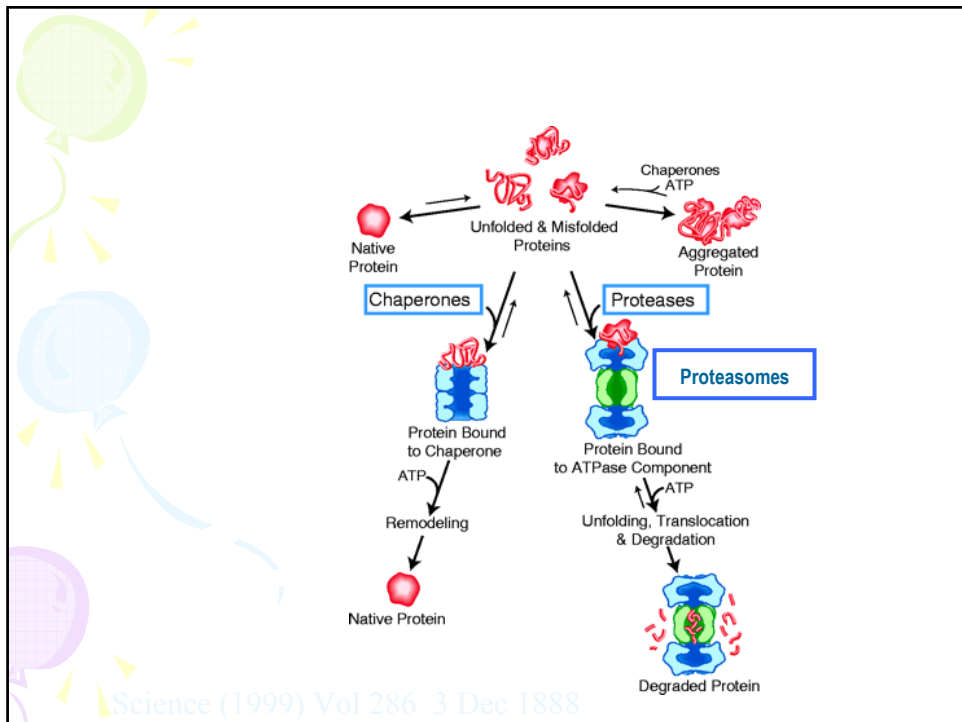 Chaperones
ATP
Native
Protein
Unfolded & Misfolded
Proteins
Aggregated
Protein
Chaperones
Proteases
Proteasomes
Protein Bound
to Chaperone
Protein Bound
to ATPase Component
ATP
ATP
Remodeling
Unfolding, Translocation
& Degradation
Native Protein
Degraded Protein
Science (1999) Vol 286 3 Dec 1888